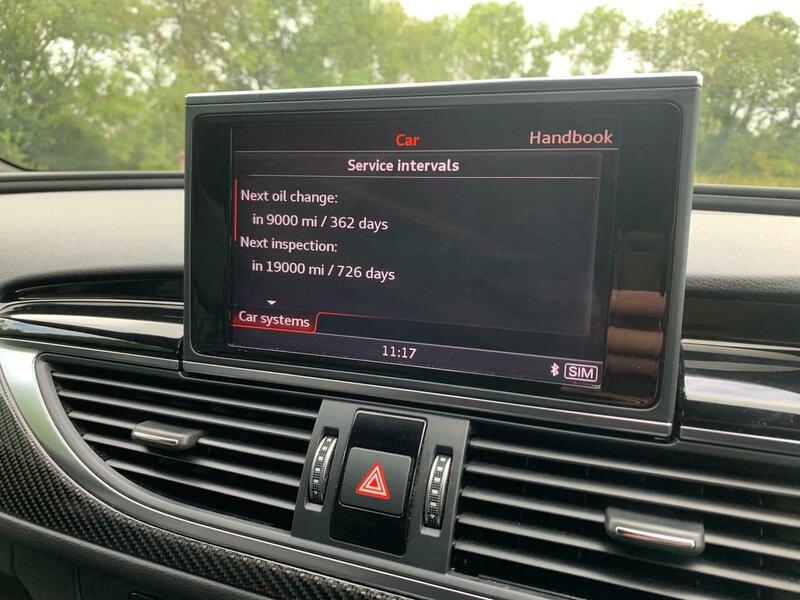 Car
Handbook
Service intervals
Next oil change:
in 9000 mi / 362 days
Next inspection:
in 19000 mi / 726 days
Car systems
11:17
SIM